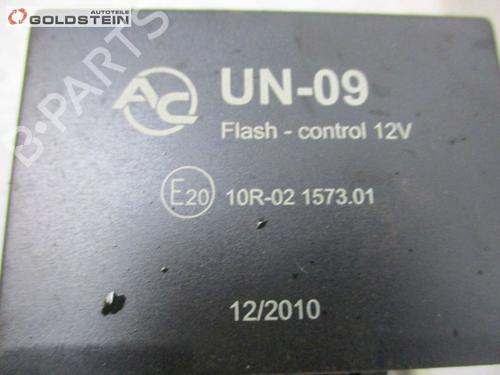 AUTOTEILE
GOLDSTEIN
B-PARTS
AC
UN-09
Flash - control 12V
E20
10R-02 1573.01
12/2010